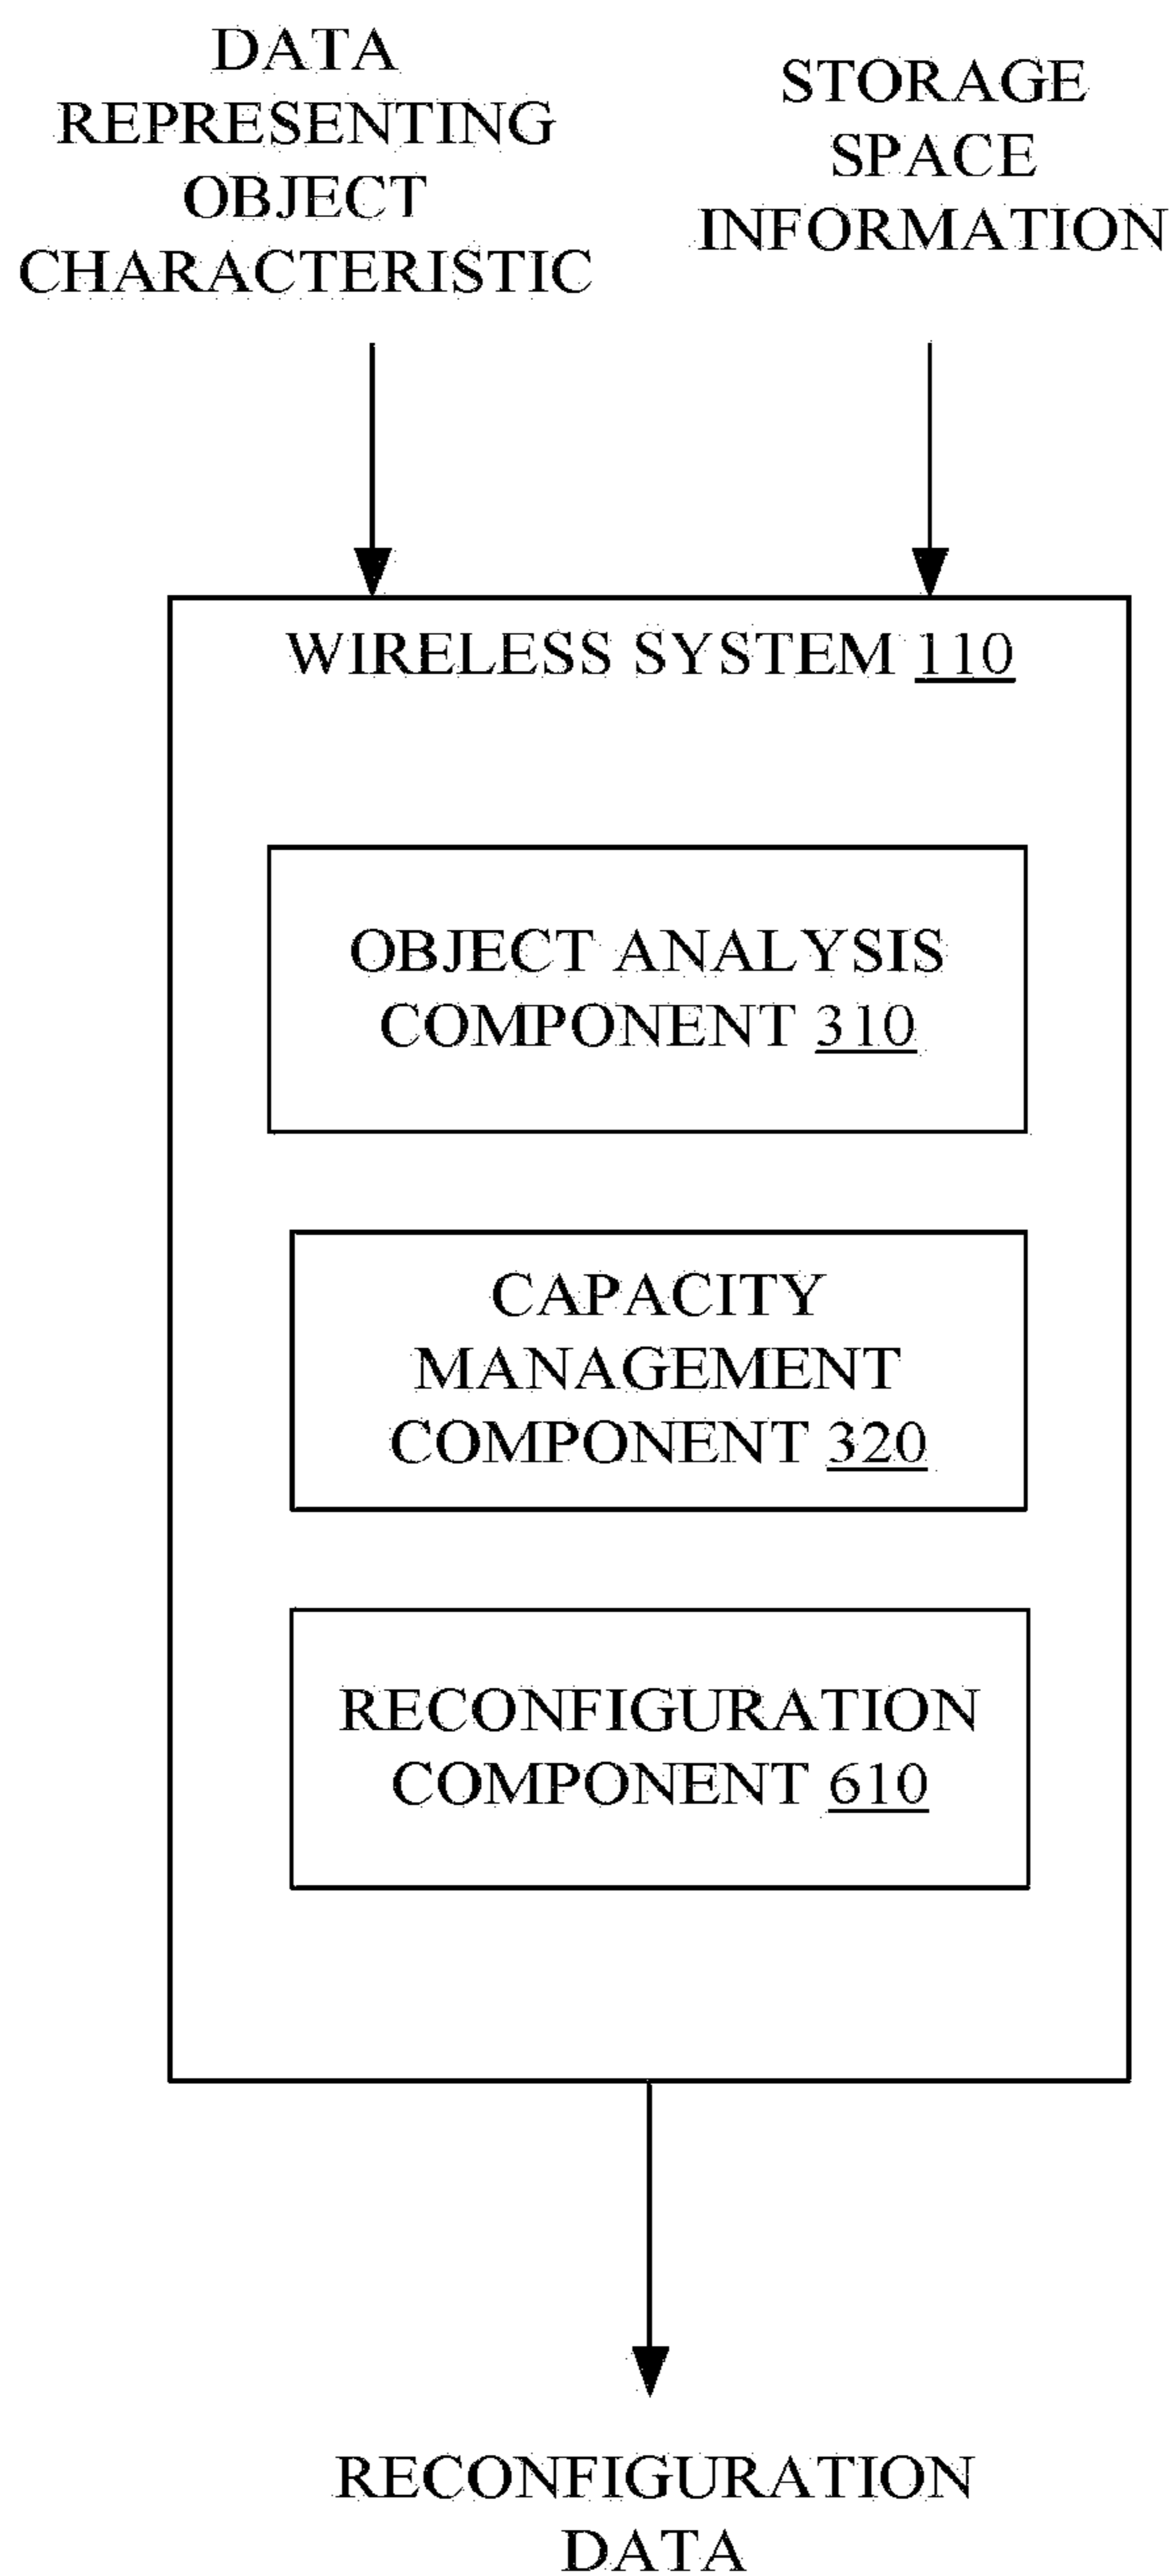 DATA
REPRESENTING
OBJECT
CHARACTERISTIC
STORAGE
SPACE
INFORMATION
WIRELESS SYSTEM 110
OBJECT ANALYSIS
COMPONENT 310
CAPACITY
MANAGEMENT
COMPONENT 320
RECONFIGURATION
COMPONENT 610
RECONFIGURATION
DATA